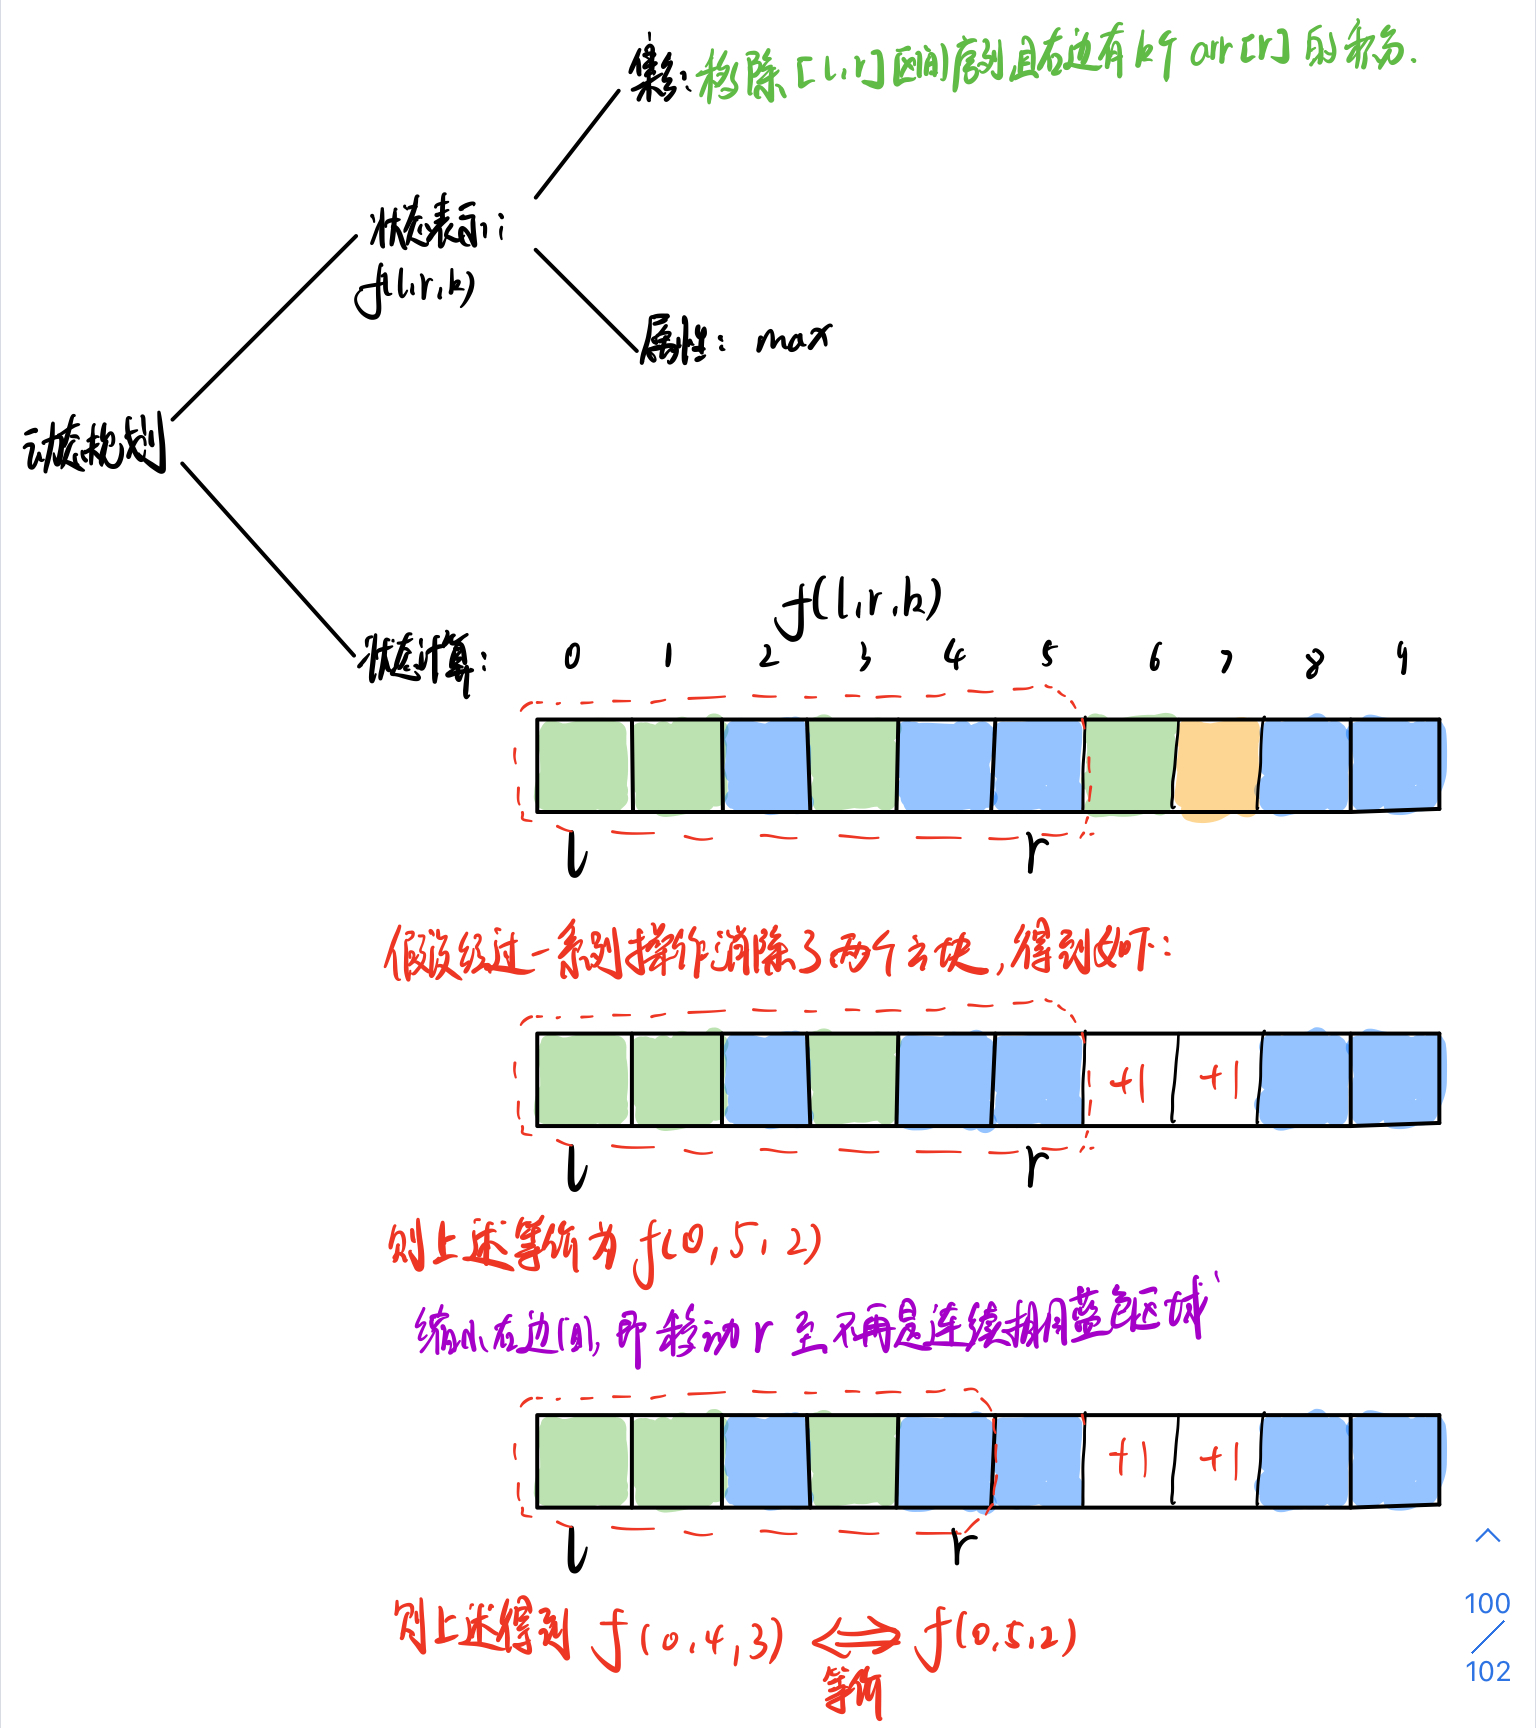 集合: 移除 [l,r] 区间序列且右边有 k个 arr[r] 的积分.
状态表示:
f(l,r,k)
属性: max
动态规划
f(l,r,k)
状态计算:
0 1 2 3 4 5 6 7 8 9
l r
假设经过一系列操作消除了两个方块,得到如下:
+1 +1
l r
则上述等价为 f(0,5,2)
缩小右边间,即移动 r 至不再是连续相同蓝色区域
+1 +1
l r
则上述得到 f(0,4,3) ⟺ f(0,5,2)
等价
100
/
102